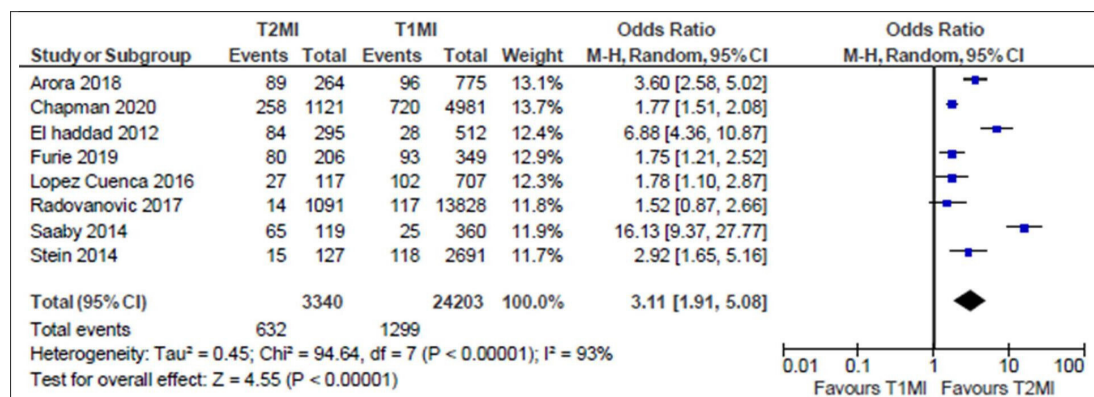 T2MI T1MI Odds Ratio Odds Ratio
Study or Subgroup Events Total Events Total Weight M-H, Random, 95% CI M-H, Random, 95% CI
Arora 2018 89 264 96 775 13.1% 3.60 [2.58, 5.02]
Chapman 2020 258 1121 720 4981 13.7% 1.77 [1.51, 2.08]
El haddad 2012 84 295 28 512 12.4% 6.88 [4.36, 10.87]
Furie 2019 80 206 93 349 12.9% 1.75 [1.21, 2.52]
Lopez Cuenca 2016 27 117 102 707 12.3% 1.78 [1.10, 2.87]
Radovanovic 2017 14 1091 117 13828 11.8% 1.52 [0.87, 2.66]
Saaby 2014 65 119 25 360 11.9% 16.13 [9.37, 27.77]
Stein 2014 15 127 118 2691 11.7% 2.92 [1.65, 5.16]
Total (95% CI) 3340 24203 100.0% 3.11 [1.91, 5.08]
Total events 632 1299
Heterogeneity: Tau² = 0.45; Chi² = 94.64, df = 7 (P < 0.00001); I² = 93%
Test for overall effect: Z = 4.55 (P < 0.00001)
0.01 0.1 1 10 100
Favours T1MI Favours T2MI